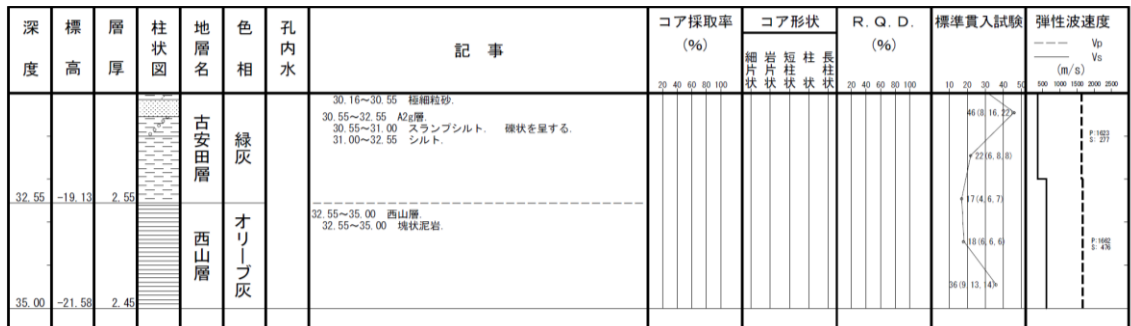 深度
標高
層厚
柱状図
地層名
色相
孔内水
記 事
コア採取率
(%)
20 40 60 80 100
コア形状
細片状
岩片状
短柱状
柱状
長柱状
R. Q. D.
(%)
20 40 60 80 100
標準貫入試験
10 20 30 40 50
弾性波速度
Vp
Vs
(m/s)
500 1000 1500 2000 2500
30.16～30.55 極細粒砂.
30.55～32.55 A2g層.
30.55～31.00 スランプシルト. 礫状を呈する.
31.00～32.55 シルト.
古安田層
緑灰
46(8, 16, 22)
22(6, 8, 8)
P:1623
S: 277
32.55 -19.13 2.55
17(4, 6, 7)
32.55～35.00 西山層.
32.55～35.00 塊状泥岩.
西山層
オリーブ灰
18(6, 6, 6)
P:1662
S: 476
36(9, 13, 14)
35.00 -21.58 2.45